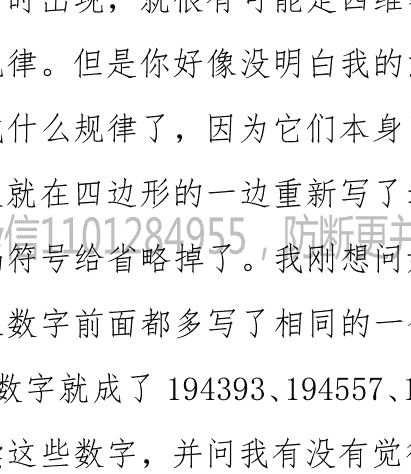 时出现，就很有可能是四维
律。但是你好像没明白我的
什么规律了，因为它们本身
就在四边形的一边重新写了
信1101284955，防断更并
符号给省略掉了。我刚想问
数字前面都多写了相同的一
数字就成了 194393、194557、1
这些数字，并问我有没有觉